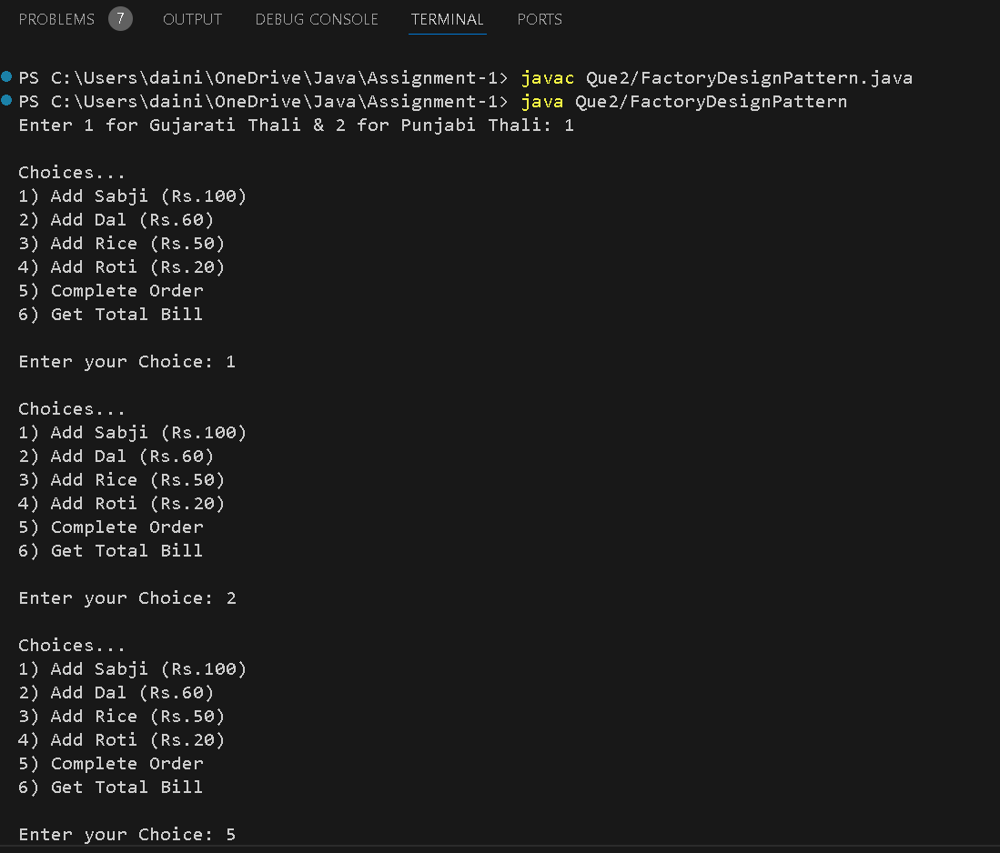 PROBLEMS 7 OUTPUT DEBUG CONSOLE TERMINAL PORTS
PS C:\Users\daini\OneDrive\Java\Assignment-1> javac Que2/FactoryDesignPattern.java
PS C:\Users\daini\OneDrive\Java\Assignment-1> java Que2/FactoryDesignPattern
Enter 1 for Gujarati Thali & 2 for Punjabi Thali: 1
Choices...
1) Add Sabji (Rs.100)
2) Add Dal (Rs.60)
3) Add Rice (Rs.50)
4) Add Roti (Rs.20)
5) Complete Order
6) Get Total Bill
Enter your Choice: 1
Choices...
1) Add Sabji (Rs.100)
2) Add Dal (Rs.60)
3) Add Rice (Rs.50)
4) Add Roti (Rs.20)
5) Complete Order
6) Get Total Bill
Enter your Choice: 2
Choices...
1) Add Sabji (Rs.100)
2) Add Dal (Rs.60)
3) Add Rice (Rs.50)
4) Add Roti (Rs.20)
5) Complete Order
6) Get Total Bill
Enter your Choice: 5